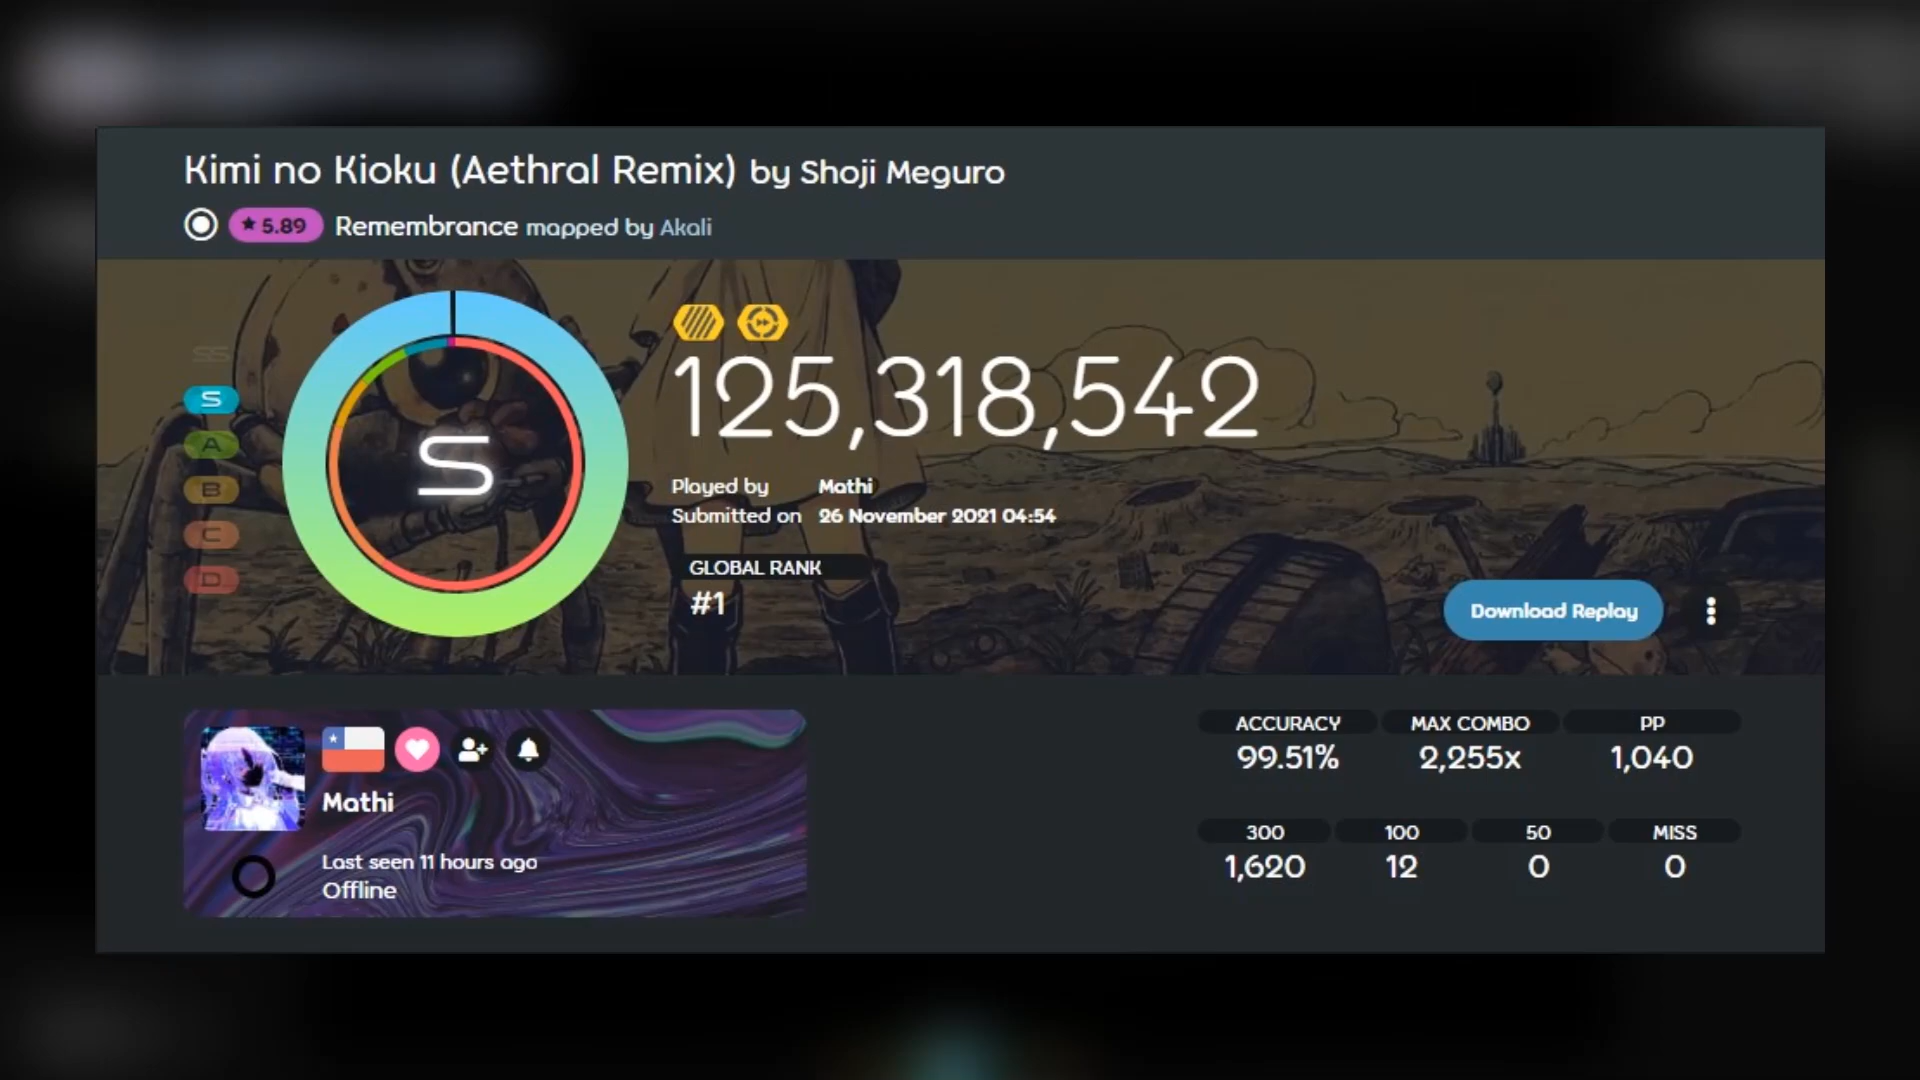 Kimi no Kioku (Aethral Remix) by Shoji Meguro
★ 5.89 Remembrance mapped by Akali
SS
S
A
B
C
D
S
125,318,542
Played by Mathi
Submitted on 26 November 2021 04:54
GLOBAL RANK
#1
Download Replay
Mathi
Last seen 11 hours ago
Offline
ACCURACY MAX COMBO PP
99.51% 2,255x 1,040
300 100 50 MISS
1,620 12 0 0